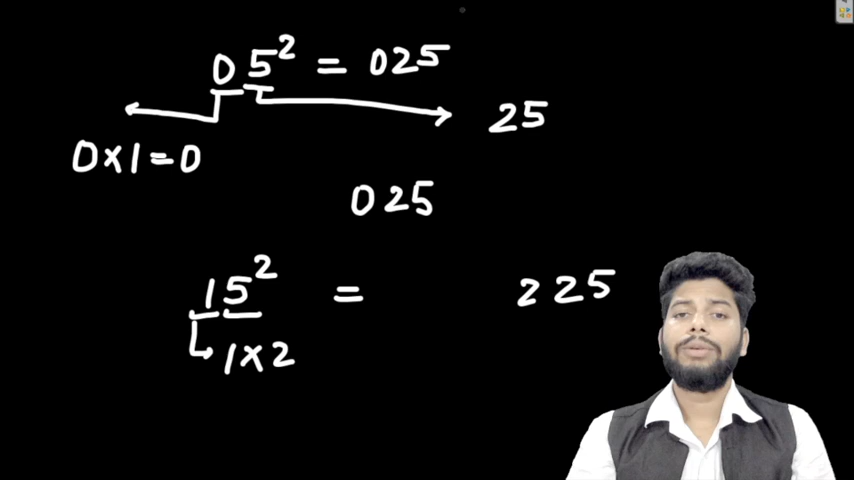 05² = 025
25
0×1=0
025
15² = 225
1×2